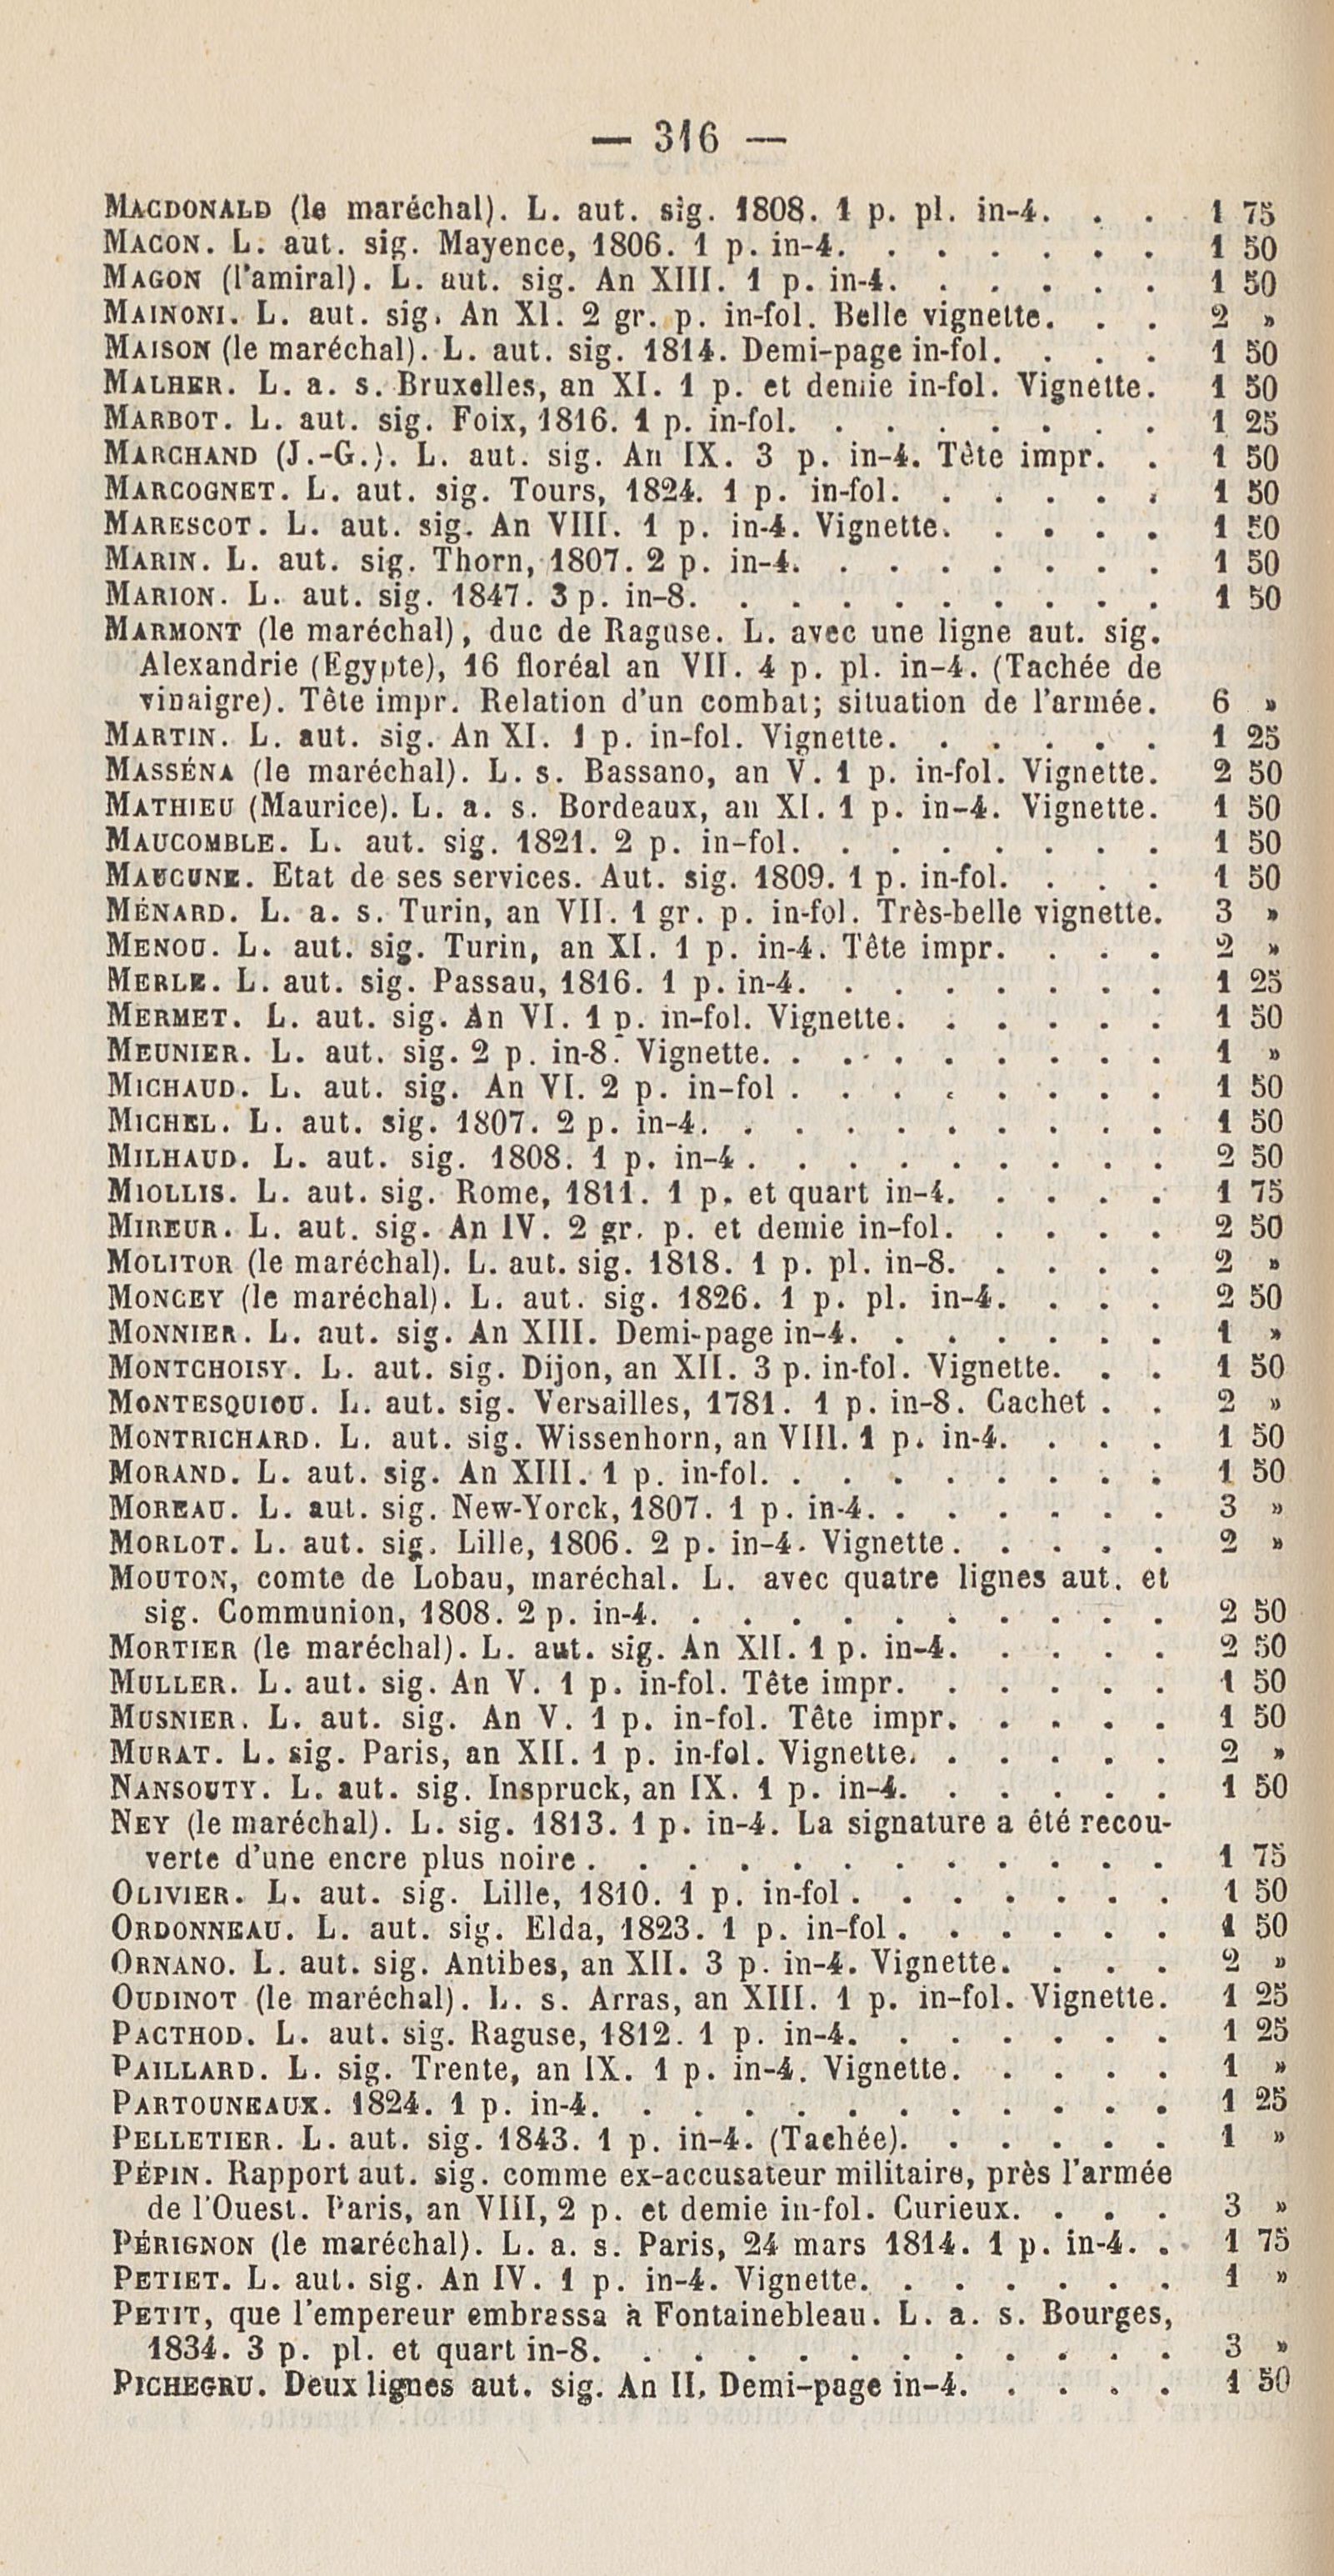 — 316 —
MACDONALD (le maréchal). L. aut. sig. 1808. 1 p. pl. in-4. . . 1 75
MACON. L. aut. sig. Mayence, 1806. 1 p. in-4. . . . . . . 1 50
MAGON (l'amiral). L. aut. sig. An XIII. 1 p. in-4. . . . . . 1 50
MAINONI. L. aut. sig. An XI. 2 gr. p. in-fol. Belle vignette. . . 2 »
MAISON (le maréchal). L. aut. sig. 1814. Demi-page in-fol. . . . 1 50
MALHER. L. a. s. Bruxelles, an XI. 1 p. et demie in-fol. Vignette. 1 50
MARBOT. L. aut. sig. Foix, 1816. 1 p. in-fol. . . . . . . . 1 25
MARCHAND (J.-G.). L. aut. sig. An IX. 3 p. in-4. Tête impr. . 1 50
MARCOGNET. L. aut. sig. Tours, 1824. 1 p. in-fol. . . . . . 1 50
MARESCOT. L. aut. sig. An VIII. 1 p. in-4. Vignette. . . . . 1 50
MARIN. L. aut. sig. Thorn, 1807. 2 p. in-4. . . . . . . . 1 50
MARION. L. aut. sig. 1847. 3 p. in-8. . . . . . . . . . 1 50
MARMONT (le maréchal), duc de Raguse. L. avec une ligne aut. sig.
Alexandrie (Egypte), 16 floréal an VII. 4 p. pl. in-4. (Tachée de
vinaigre). Tête impr. Relation d'un combat; situation de l'armée. 6 »
MARTIN. L. aut. sig. An XI. 1 p. in-fol. Vignette. . . . . . 1 25
MASSÉNA (le maréchal). L. s. Bassano, an V. 1 p. in-fol. Vignette. 2 50
MATHIEU (Maurice). L. a. s. Bordeaux, an XI. 1 p. in-4. Vignette. 1 50
MAUCOMBLE. L. aut. sig. 1821. 2 p. in-fol. . . . . . . . 1 50
MAUCUNE. Etat de ses services. Aut. sig. 1809. 1 p. in-fol. . . . 1 50
MÉNARD. L. a. s. Turin, an VII. 1 gr. p. in-fol. Très-belle vignette. 3 »
MENOU. L. aut. sig. Turin, an XI. 1 p. in-4. Tête impr. . . . 2 »
MERLE. L. aut. sig. Passau, 1816. 1 p. in-4. . . . . . . . 1 25
MERMET. L. aut. sig. An VI. 1 p. in-fol. Vignette. . . . . . 1 50
MEUNIER. L. aut. sig. 2 p. in-8. Vignette. . . . . . . . . 1 »
MICHAUD. L. aut. sig. An VI. 2 p. in-fol . . . . . . . . 1 50
MICHEL. L. aut. sig. 1807. 2 p. in-4. . . . . . . . . . 1 50
MILHAUD. L. aut. sig. 1808. 1 p. in-4 . . . . . . . . . 2 50
MIOLLIS. L. aut. sig. Rome, 1811. 1 p. et quart in-4. . . . . 1 75
MIREUR. L. aut. sig. An IV. 2 gr. p. et demie in-fol. . . . . 2 50
MOLITOR (le maréchal). L. aut. sig. 1818. 1 p. pl. in-8. . . . . 2 »
MONCEY (le maréchal). L. aut. sig. 1826. 1 p. pl. in-4. . . . 2 50
MONNIER. L. aut. sig. An XIII. Demi-page in-4. . . . . . . 1 »
MONTCHOISY. L. aut. sig. Dijon, an XII. 3 p. in-fol. Vignette. . . 1 50
MONTESQUIOU. L. aut. sig. Versailles, 1781. 1 p. in-8. Cachet . . 2 »
MONTRICHARD. L. aut. sig. Wissenhorn, an VIII. 1 p. in-4. . . . 1 50
MORAND. L. aut. sig. An XIII. 1 p. in-fol. . . . . . . . . 1 50
MOREAU. L. aut. sig. New-Yorck, 1807. 1 p. in-4. . . . . . . 3 »
MORLOT. L. aut. sig. Lille, 1806. 2 p. in-4. Vignette. . . . . 2 »
MOUTON, comte de Lobau, maréchal. L. avec quatre lignes aut. et
sig. Communion, 1808. 2 p. in-4. . . . . . . . . . . 2 50
MORTIER (le maréchal). L. aut. sig. An XII. 1 p. in-4. . . . . 2 50
MULLER. L. aut. sig. An V. 1 p. in-fol. Tête impr. . . . . . 1 50
MUSNIER. L. aut. sig. An V. 1 p. in-fol. Tête impr. . . . . 1 50
MURAT. L. sig. Paris, an XII. 1 p. in-fol. Vignette. . . . . . 2 »
NANSOUTY. L. aut. sig. Inspruck, an IX. 1 p. in-4. . . . . . 1 50
NEY (le maréchal). L. sig. 1813. 1 p. in-4. La signature a été recou-
verte d'une encre plus noire . . . . . . . . . . . . 1 75
OLIVIER. L. aut. sig. Lille, 1810. 1 p. in-fol . . . . . . . 1 50
ORDONNEAU. L. aut. sig. Elda, 1823. 1 p. in-fol . . . . . . 1 50
ORNANO. L. aut. sig. Antibes, an XII. 3 p. in-4. Vignette. . . . 2 »
OUDINOT (le maréchal). L. s. Arras, an XIII. 1 p. in-fol. Vignette. 1 25
PACTHOD. L. aut. sig. Raguse, 1812. 1 p. in-4. . . . . . . 1 25
PAILLARD. L. sig. Trente, an IX. 1 p. in-4. Vignette. . . . . 1 »
PARTOUNEAUX. 1824. 1 p. in-4. . . . . . . . . . . . 1 25
PELLETIER. L. aut. sig. 1843. 1 p. in-4. (Tachée). . . . . . 1 »
PÉPIN. Rapport aut. sig. comme ex-accusateur militaire, près l'armée
de l'Ouest. Paris, an VIII, 2 p. et demie in-fol. Curieux. . . . 3 »
PÉRIGNON (le maréchal). L. a. s. Paris, 24 mars 1814. 1 p. in-4. . 1 75
PETIET. L. aut. sig. An IV. 1 p. in-4. Vignette. . . . . . . 1 »
PETIT, que l'empereur embrassa à Fontainebleau. L. a. s. Bourges,
1834. 3 p. pl. et quart in-8. . . . . . . . . . . . 3 »
PICHEGRU. Deux lignes aut. sig. An II, Demi-page in-4. . . . . 1 50